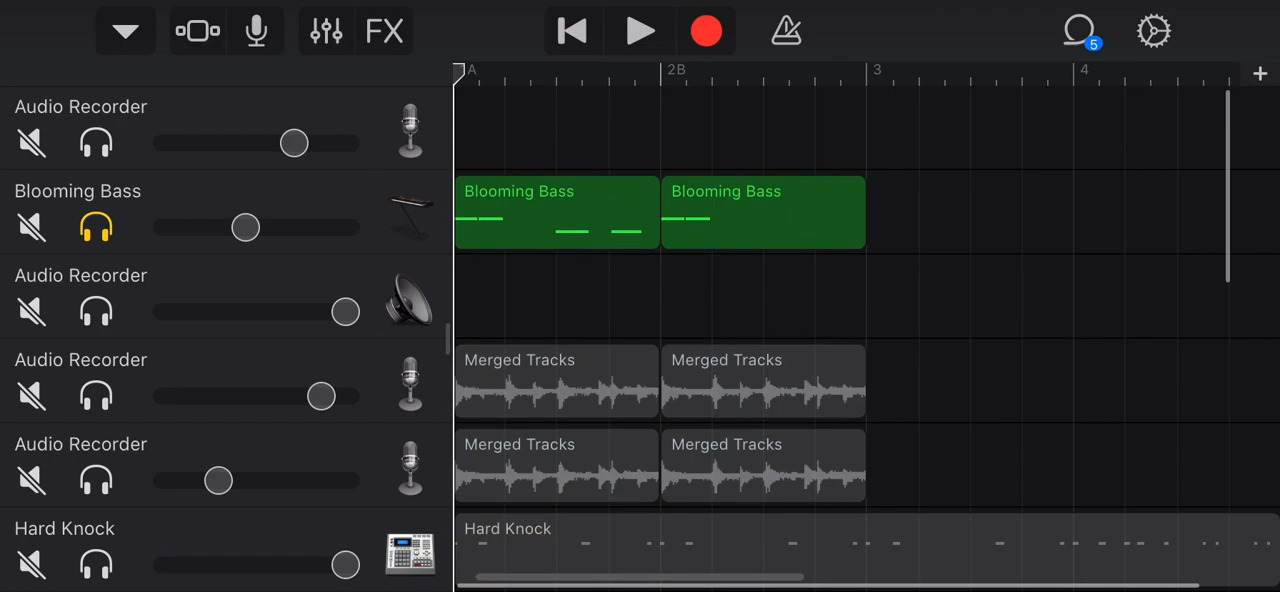 FX
5
A
2B
3
4
Audio Recorder
Blooming Bass
Blooming Bass
Blooming Bass
Audio Recorder
Audio Recorder
Merged Tracks
Merged Tracks
Audio Recorder
Merged Tracks
Merged Tracks
Hard Knock
Hard Knock